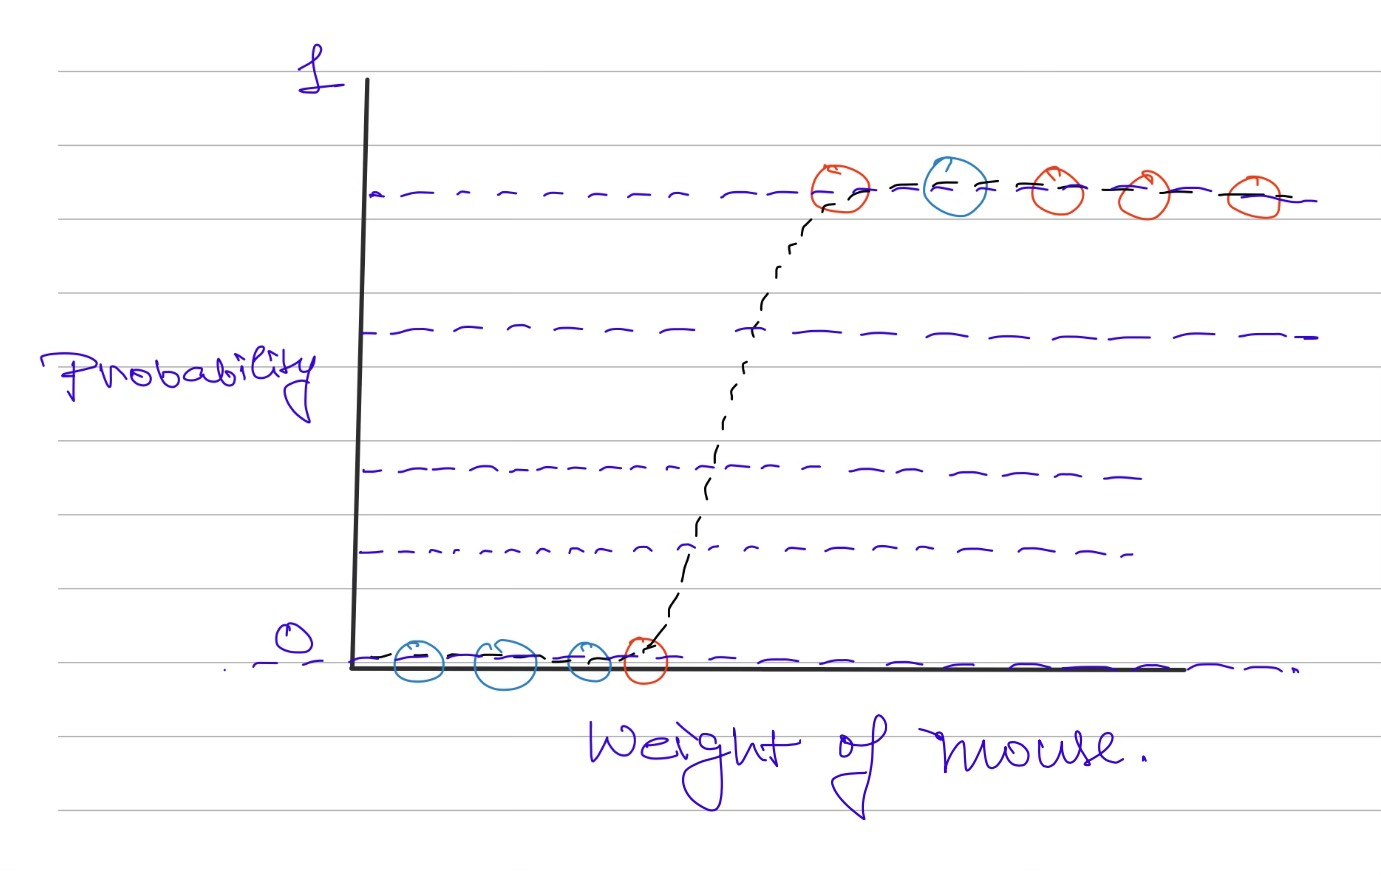 1
Probability
0
Weight of mouse.